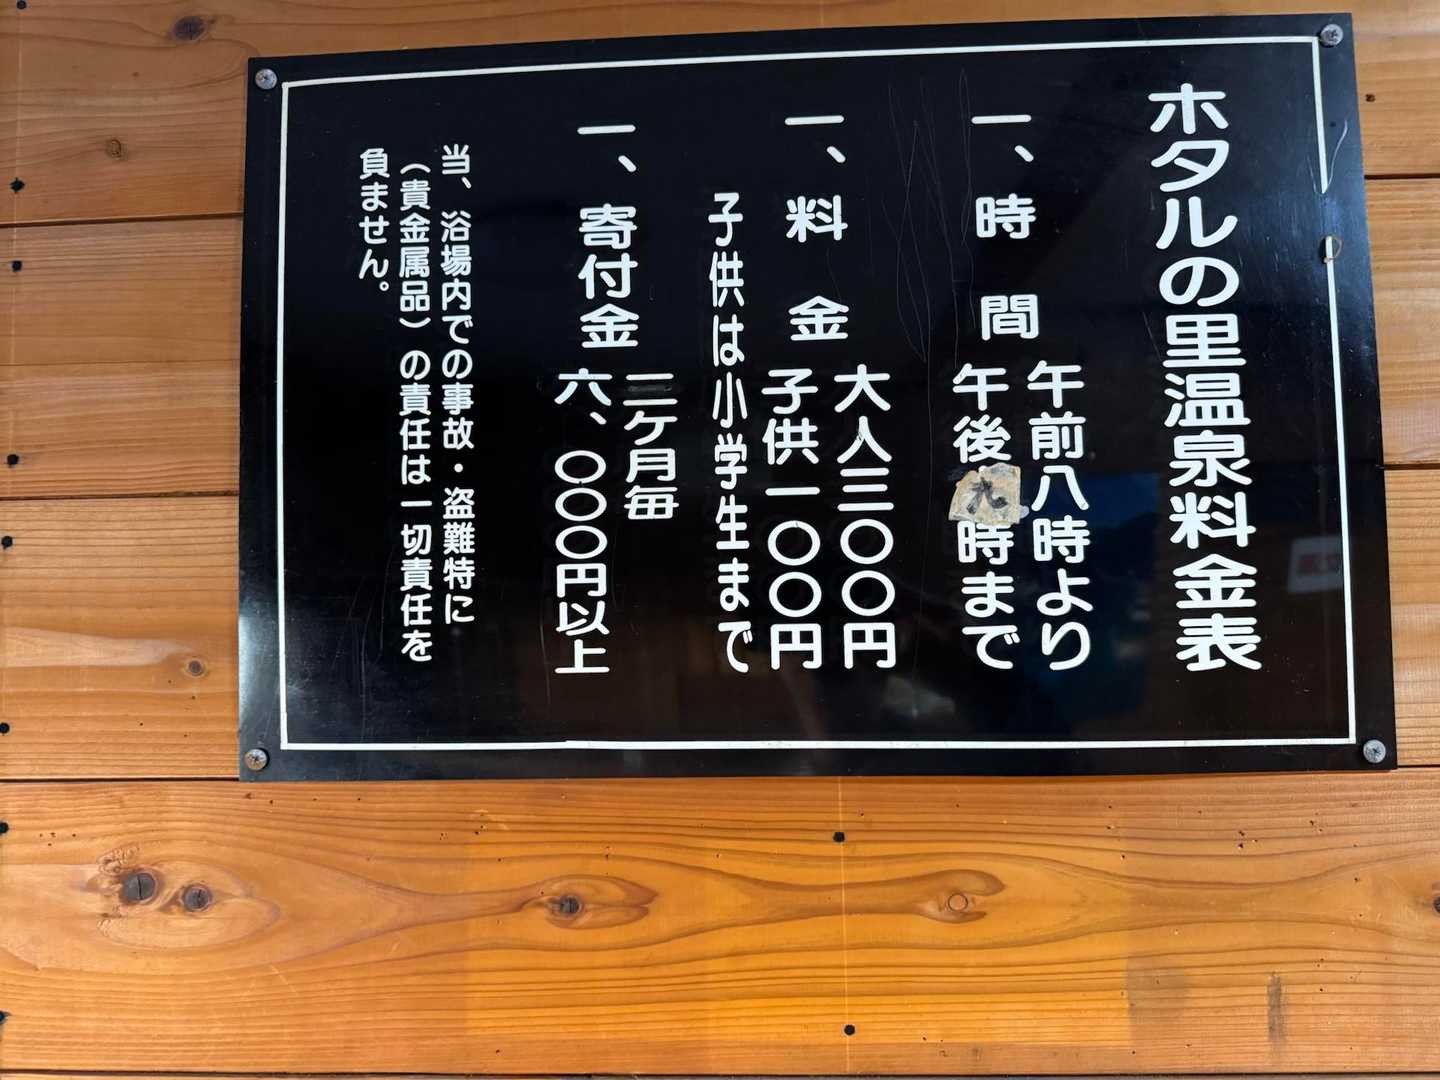 ホタルの里温泉料金表
一、時間
午前八時より
午後九時まで
一、料金
大人三〇〇円
子供一〇〇円
子供は小学生まで
一、寄付金
六、〇〇〇円以上
当、浴場内での事故・盗難特に
（貴金属品）の責任は一切責任を
負ません。